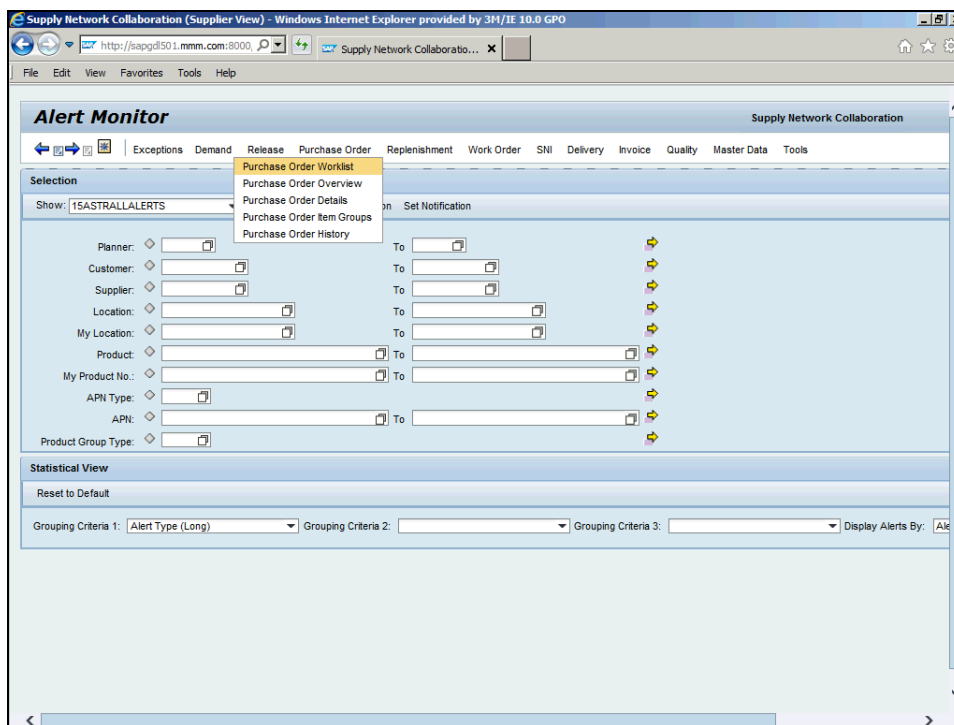 Supply Network Collaboration (Supplier View) - Windows Internet Explorer provided by 3M/IE 10.0 GPO
http://sapgdl501.mmm.com:8000, Supply Network Collaboratio... X
File Edit View Favorites Tools Help
Alert Monitor Supply Network Collaboration
Exceptions Demand Release Purchase Order Replenishment Work Order SNI Delivery Invoice Quality Master Data Tools
Purchase Order Worklist
Selection
Purchase Order Overview
Show: 15ASTRALLALERTS Purchase Order Details on Set Notification
Purchase Order Item Groups
Purchase Order History
Planner: To
Customer: To
Supplier: To
Location: To
My Location: To
Product: To
My Product No.: To
APN Type:
APN: To
Product Group Type:
Statistical View
Reset to Default
Grouping Criteria 1: Alert Type (Long) Grouping Criteria 2: Grouping Criteria 3: Display Alerts By: Ale